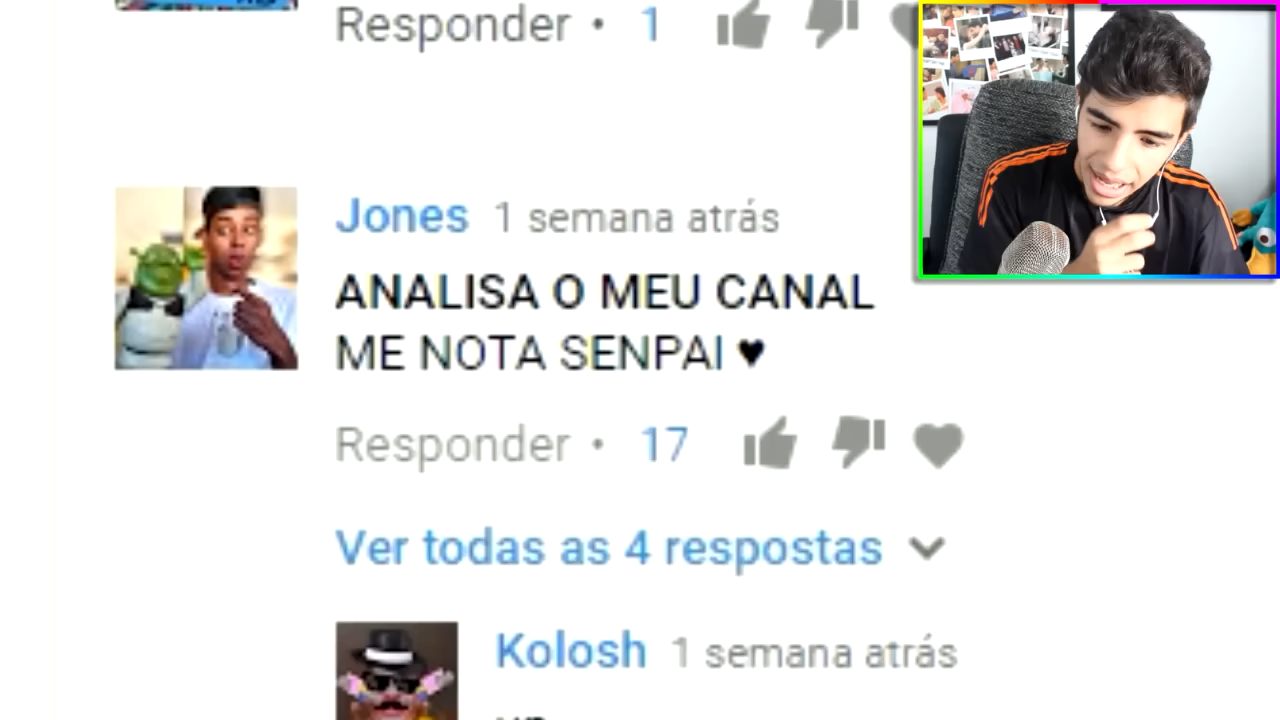 Responder • 1
Jones 1 semana atrás
ANALISA O MEU CANAL
ME NOTA SENPAI ♥
Responder • 17
Ver todas as 4 respostas
Kolosh 1 semana atrás